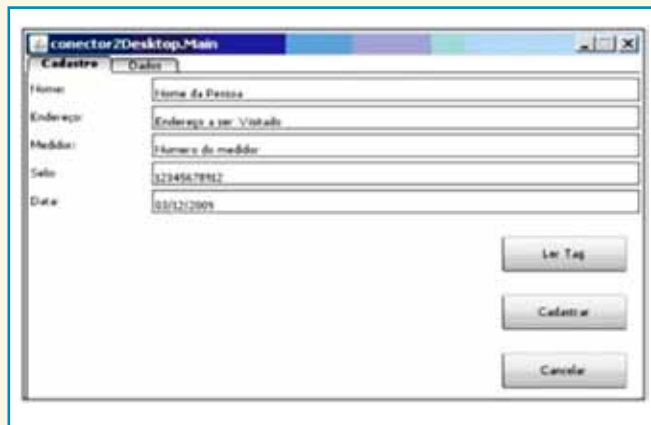 conector2Desktop.Main
Cadastro Dados
Nome: Nome da Pessoa
Endereço: Endereço a ser Visitado
Medidor: Numero do medidor
Selo: 12345678912
Data: 03/12/2009
Ler Tag
Cadastrar
Cancelar